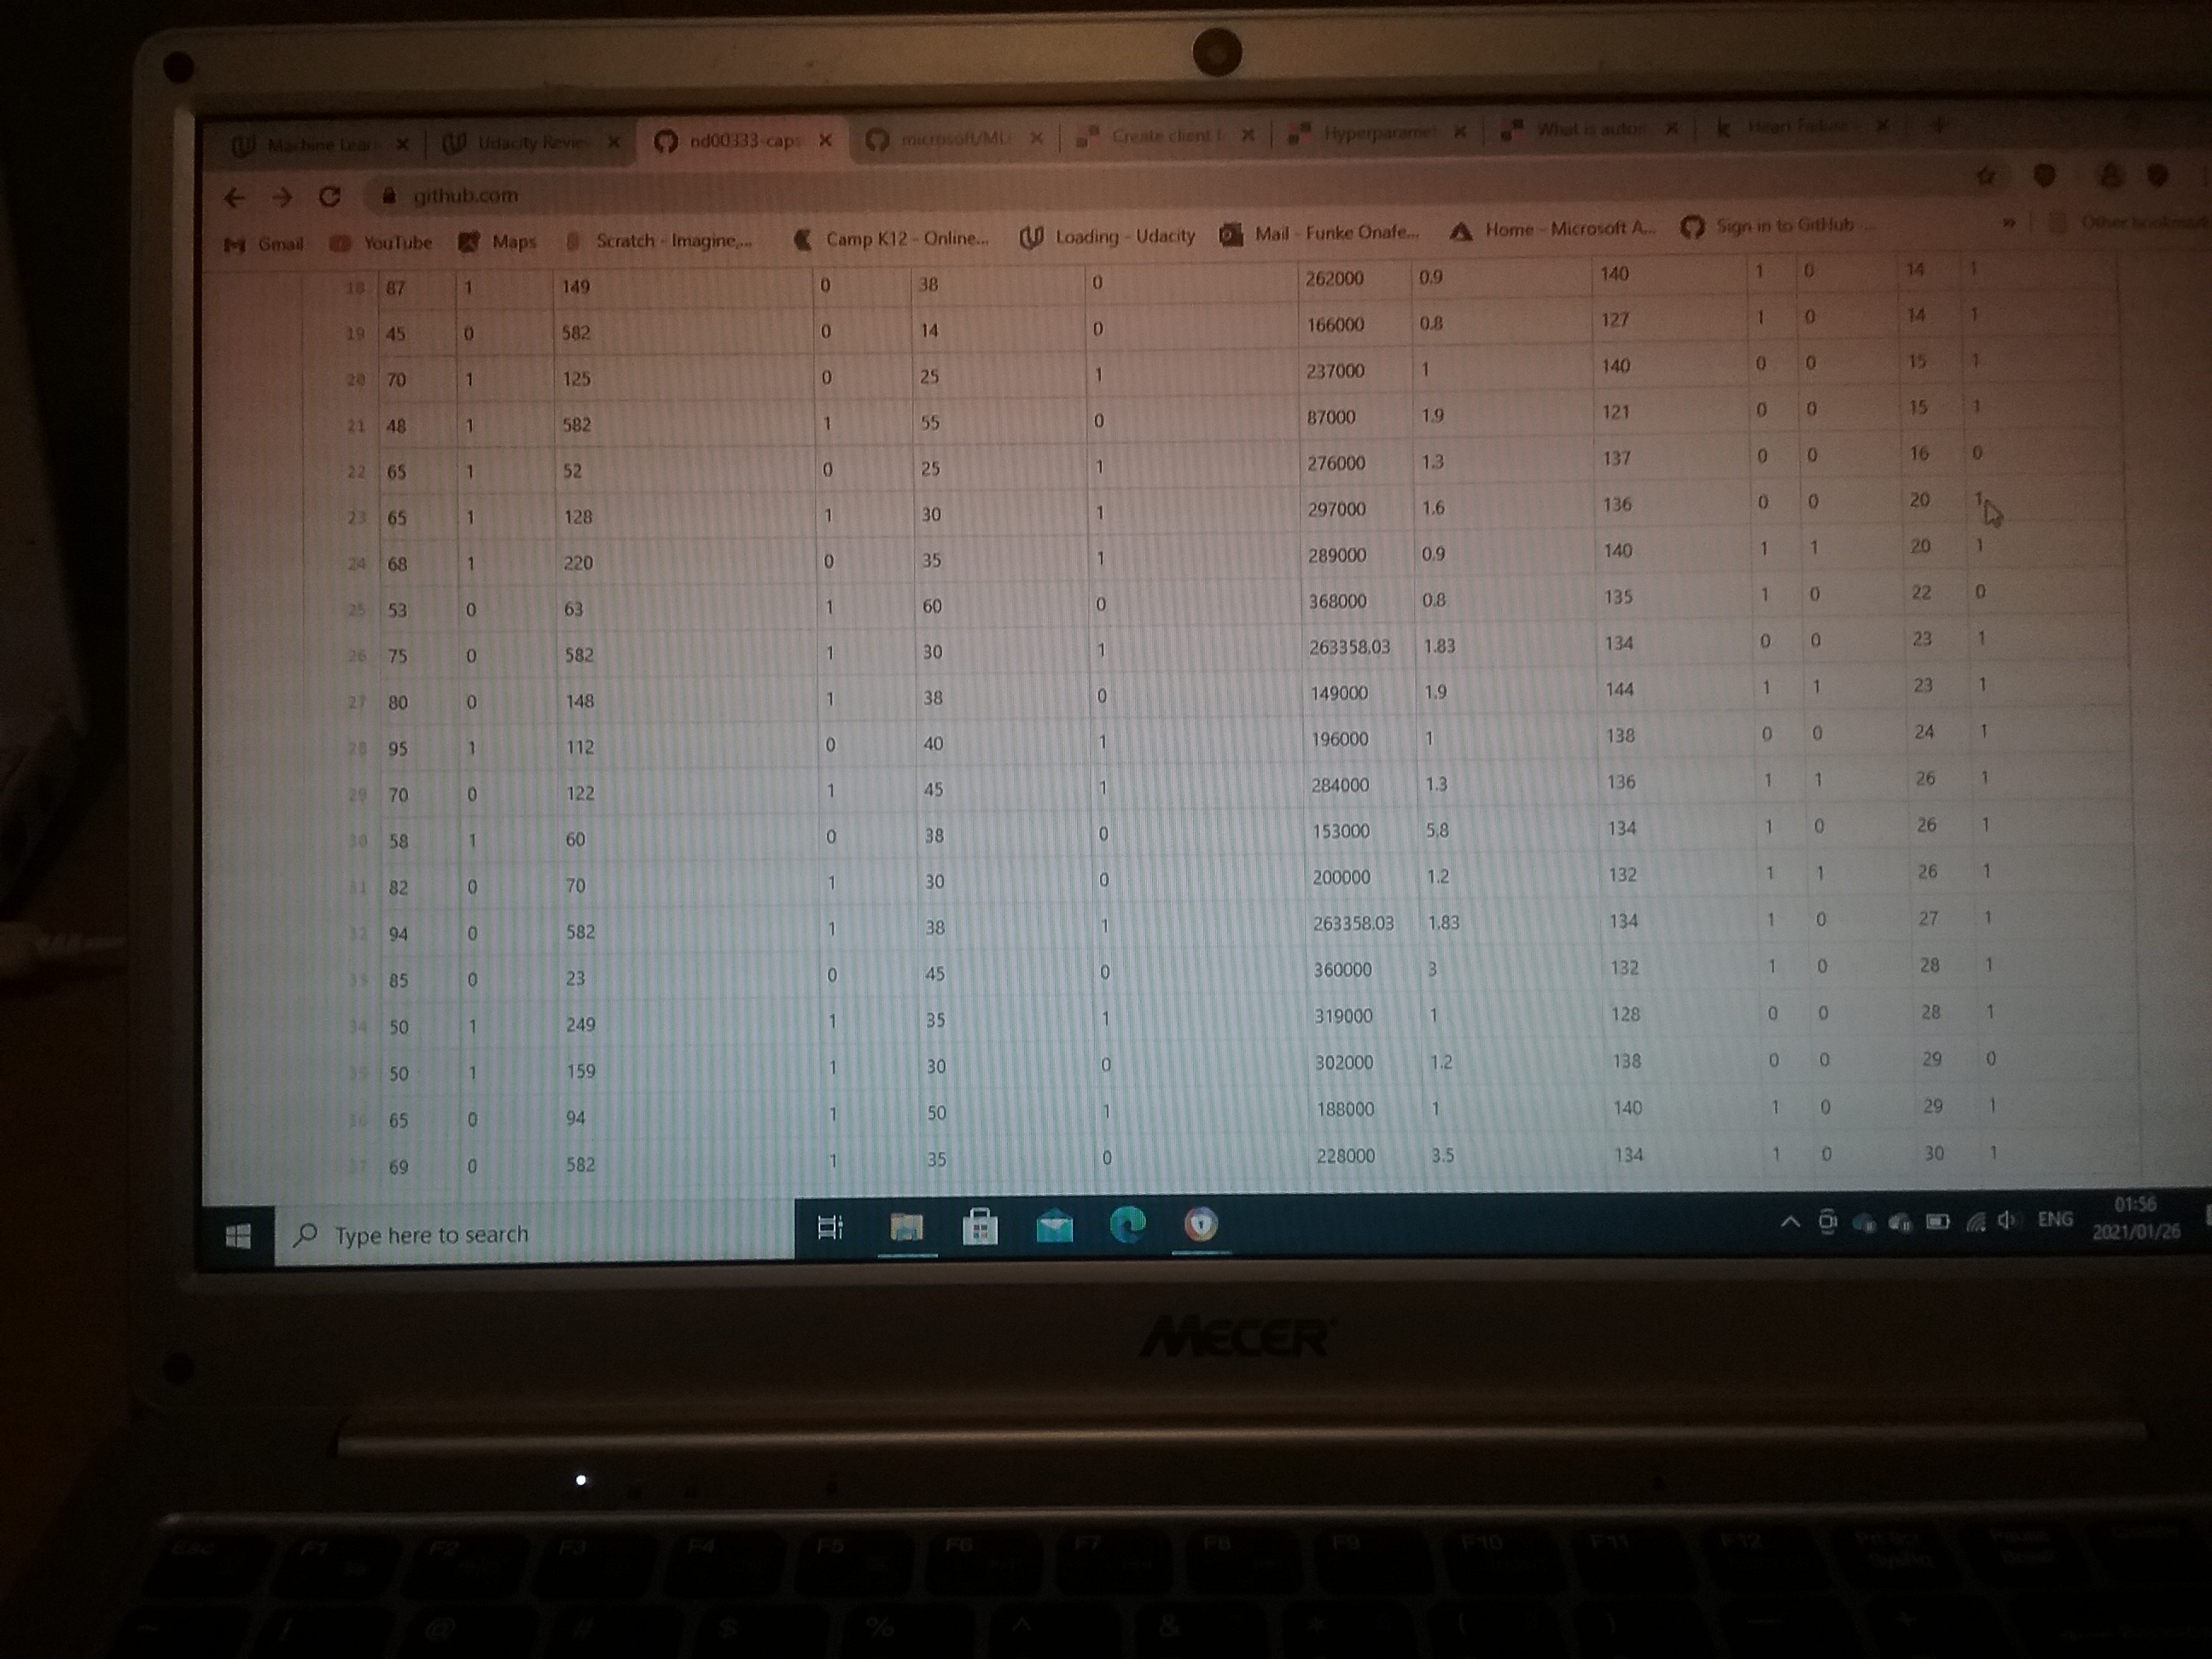 Machine Lear
Udacity Revie
nd00333-caps
microsoft/ML
Create client l
Hyperparamet
What is autom
Heart Failure
github.com
Gmail
YouTube
Maps
Scratch - Imagine,...
Camp K12 - Online...
Loading - Udacity
Mail - Funke Onafe...
Home - Microsoft A...
Sign in to GitHub ...
»
Other bookmark
18 87 1 149 0 38 0 262000 0.9 140 1 0 14 1
19 45 0 582 0 14 0 166000 0.8 127 1 0 14 1
20 70 1 125 0 25 1 237000 1 140 0 0 15 1
21 48 1 582 1 55 0 87000 1.9 121 0 0 15 1
22 65 1 52 0 25 1 276000 1.3 137 0 0 16 0
23 65 1 128 1 30 1 297000 1.6 136 0 0 20 1
24 68 1 220 0 35 1 289000 0.9 140 1 1 20 1
25 53 0 63 1 60 0 368000 0.8 135 1 0 22 0
26 75 0 582 1 30 1 263358.03 1.83 134 0 0 23 1
27 80 0 148 1 38 0 149000 1.9 144 1 1 23 1
28 95 1 112 0 40 1 196000 1 138 0 0 24 1
29 70 0 122 1 45 1 284000 1.3 136 1 1 26 1
30 58 1 60 0 38 0 153000 5.8 134 1 0 26 1
31 82 0 70 1 30 0 200000 1.2 132 1 1 26 1
32 94 0 582 1 38 1 263358.03 1.83 134 1 0 27 1
33 85 0 23 0 45 0 360000 3 132 1 0 28 1
34 50 1 249 1 35 1 319000 1 128 0 0 28 1
35 50 1 159 1 30 0 302000 1.2 138 0 0 29 0
36 65 0 94 1 50 1 188000 1 140 1 0 29 1
37 69 0 582 1 35 0 228000 3.5 134 1 0 30 1
Type here to search
ENG
01:56
2021/01/26
MECER
Esc F1 F2 F3 F4 F5 F6 F7 F8 F9 F10 F11 F12
! @ # $ % ^ & * ( ) +